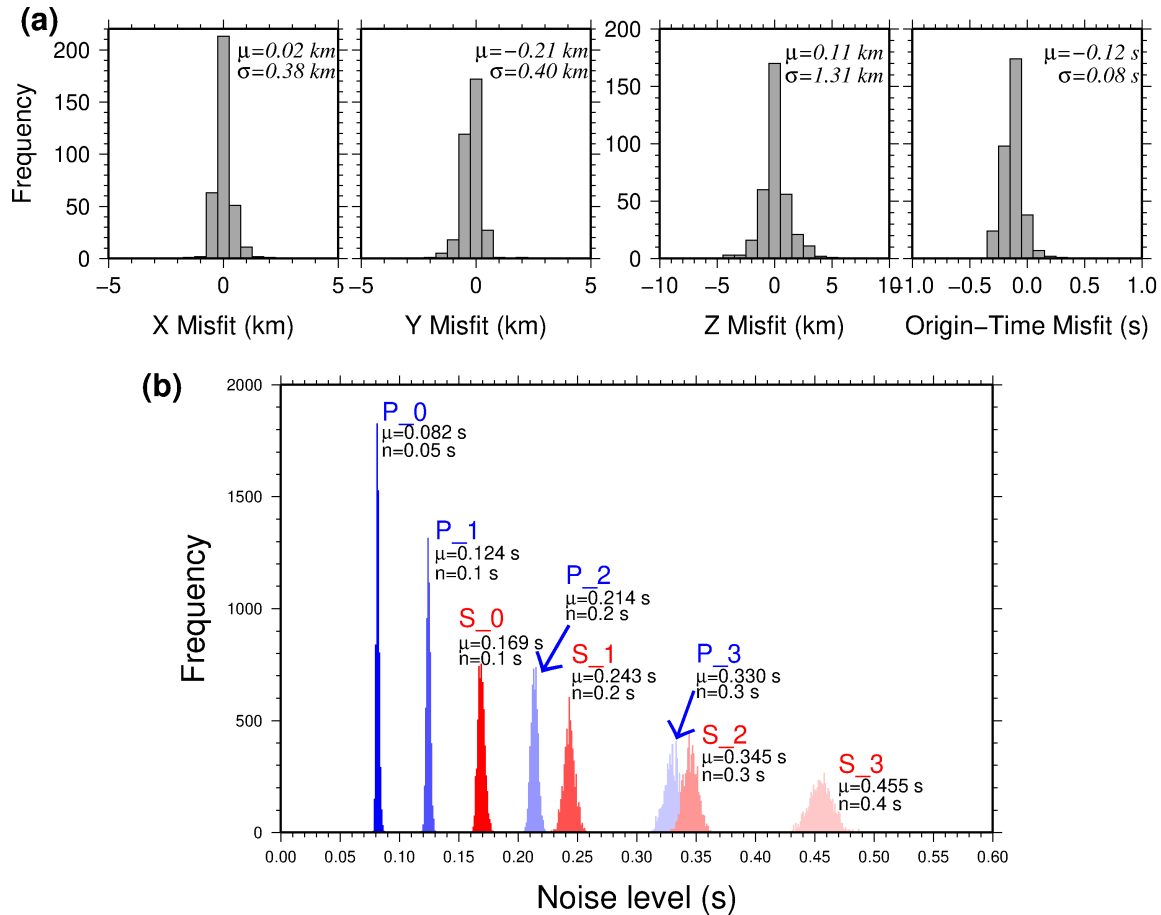 (a)
200
150
100
50
0
Frequency
μ=0.02 km
σ=0.38 km
−5 0 5
X Misfit (km)
μ=−0.21 km
σ=0.40 km
−5 0 5
Y Misfit (km)
200
150
100
50
0
μ=0.11 km
σ=1.31 km
−10 −5 0 5 10
Z Misfit (km)
μ=−0.12 s
σ=0.08 s
−1.0 −0.5 0.0 0.5 1.0
Origin−Time Misfit (s)
(b)
2000
1500
1000
500
0
Frequency
P_0
μ=0.082 s
n=0.05 s
P_1
μ=0.124 s
n=0.1 s
S_0
μ=0.169 s
n=0.1 s
P_2
μ=0.214 s
n=0.2 s
S_1
μ=0.243 s
n=0.2 s
P_3
μ=0.330 s
n=0.3 s
S_2
μ=0.345 s
n=0.3 s
S_3
μ=0.455 s
n=0.4 s
0.00 0.05 0.10 0.15 0.20 0.25 0.30 0.35 0.40 0.45 0.50 0.55 0.60
Noise level (s)